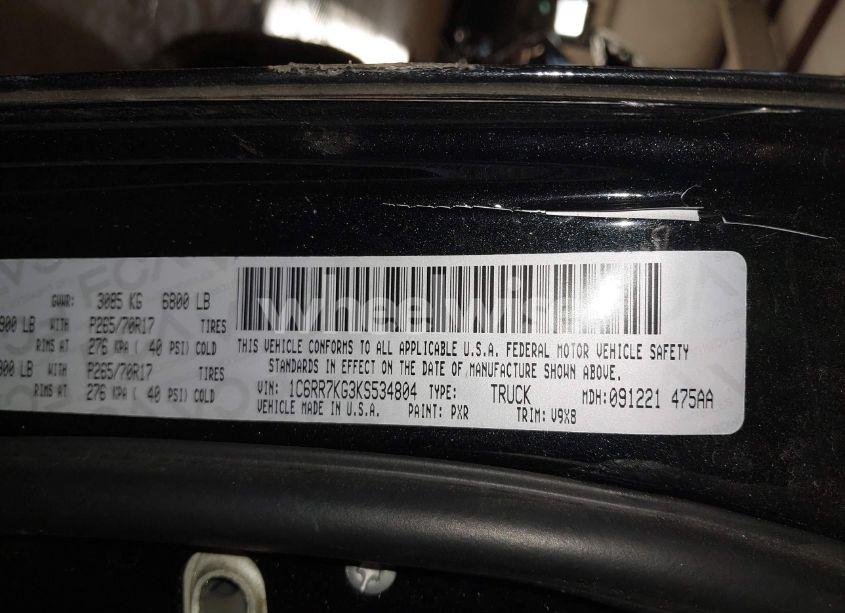 GVWR: 3085 KG 6800 LB
900 LB WITH P265/70R17 TIRES
RIMS AT 276 KPA ( 40 PSI) COLD
900 LB WITH P265/70R17 TIRES
RIMS AT 276 KPA ( 40 PSI) COLD
wheelwise
THIS VEHICLE CONFORMS TO ALL APPLICABLE U.S.A. FEDERAL MOTOR VEHICLE SAFETY
STANDARDS IN EFFECT ON THE DATE OF MANUFACTURE SHOWN ABOVE.
VIN: 1C6RR7KG3KS534804 TYPE: TRUCK MDH: 091221 475AA
VEHICLE MADE IN U.S.A. PAINT: PXR TRIM: V9X8